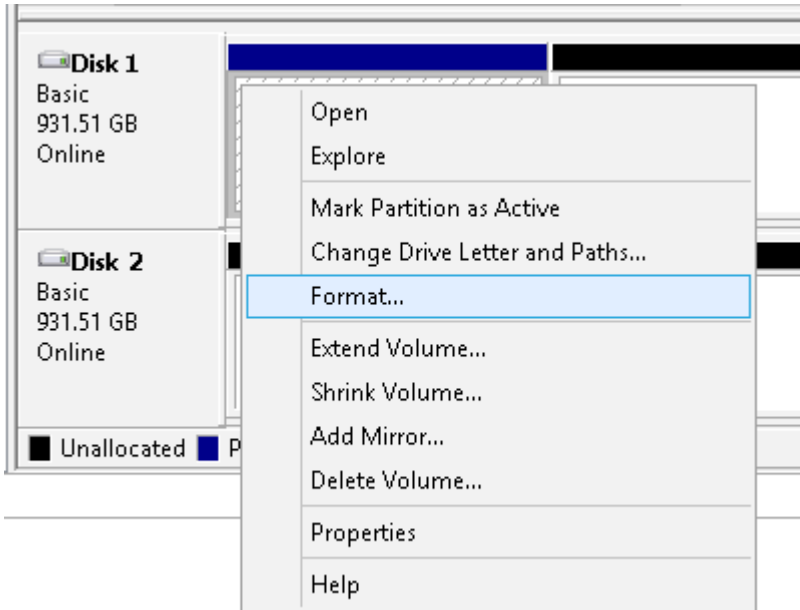 Disk 1
Basic
931.51 GB
Online
Disk 2
Basic
931.51 GB
Online
Unallocated P
Open
Explore
Mark Partition as Active
Change Drive Letter and Paths...
Format...
Extend Volume...
Shrink Volume...
Add Mirror...
Delete Volume...
Properties
Help